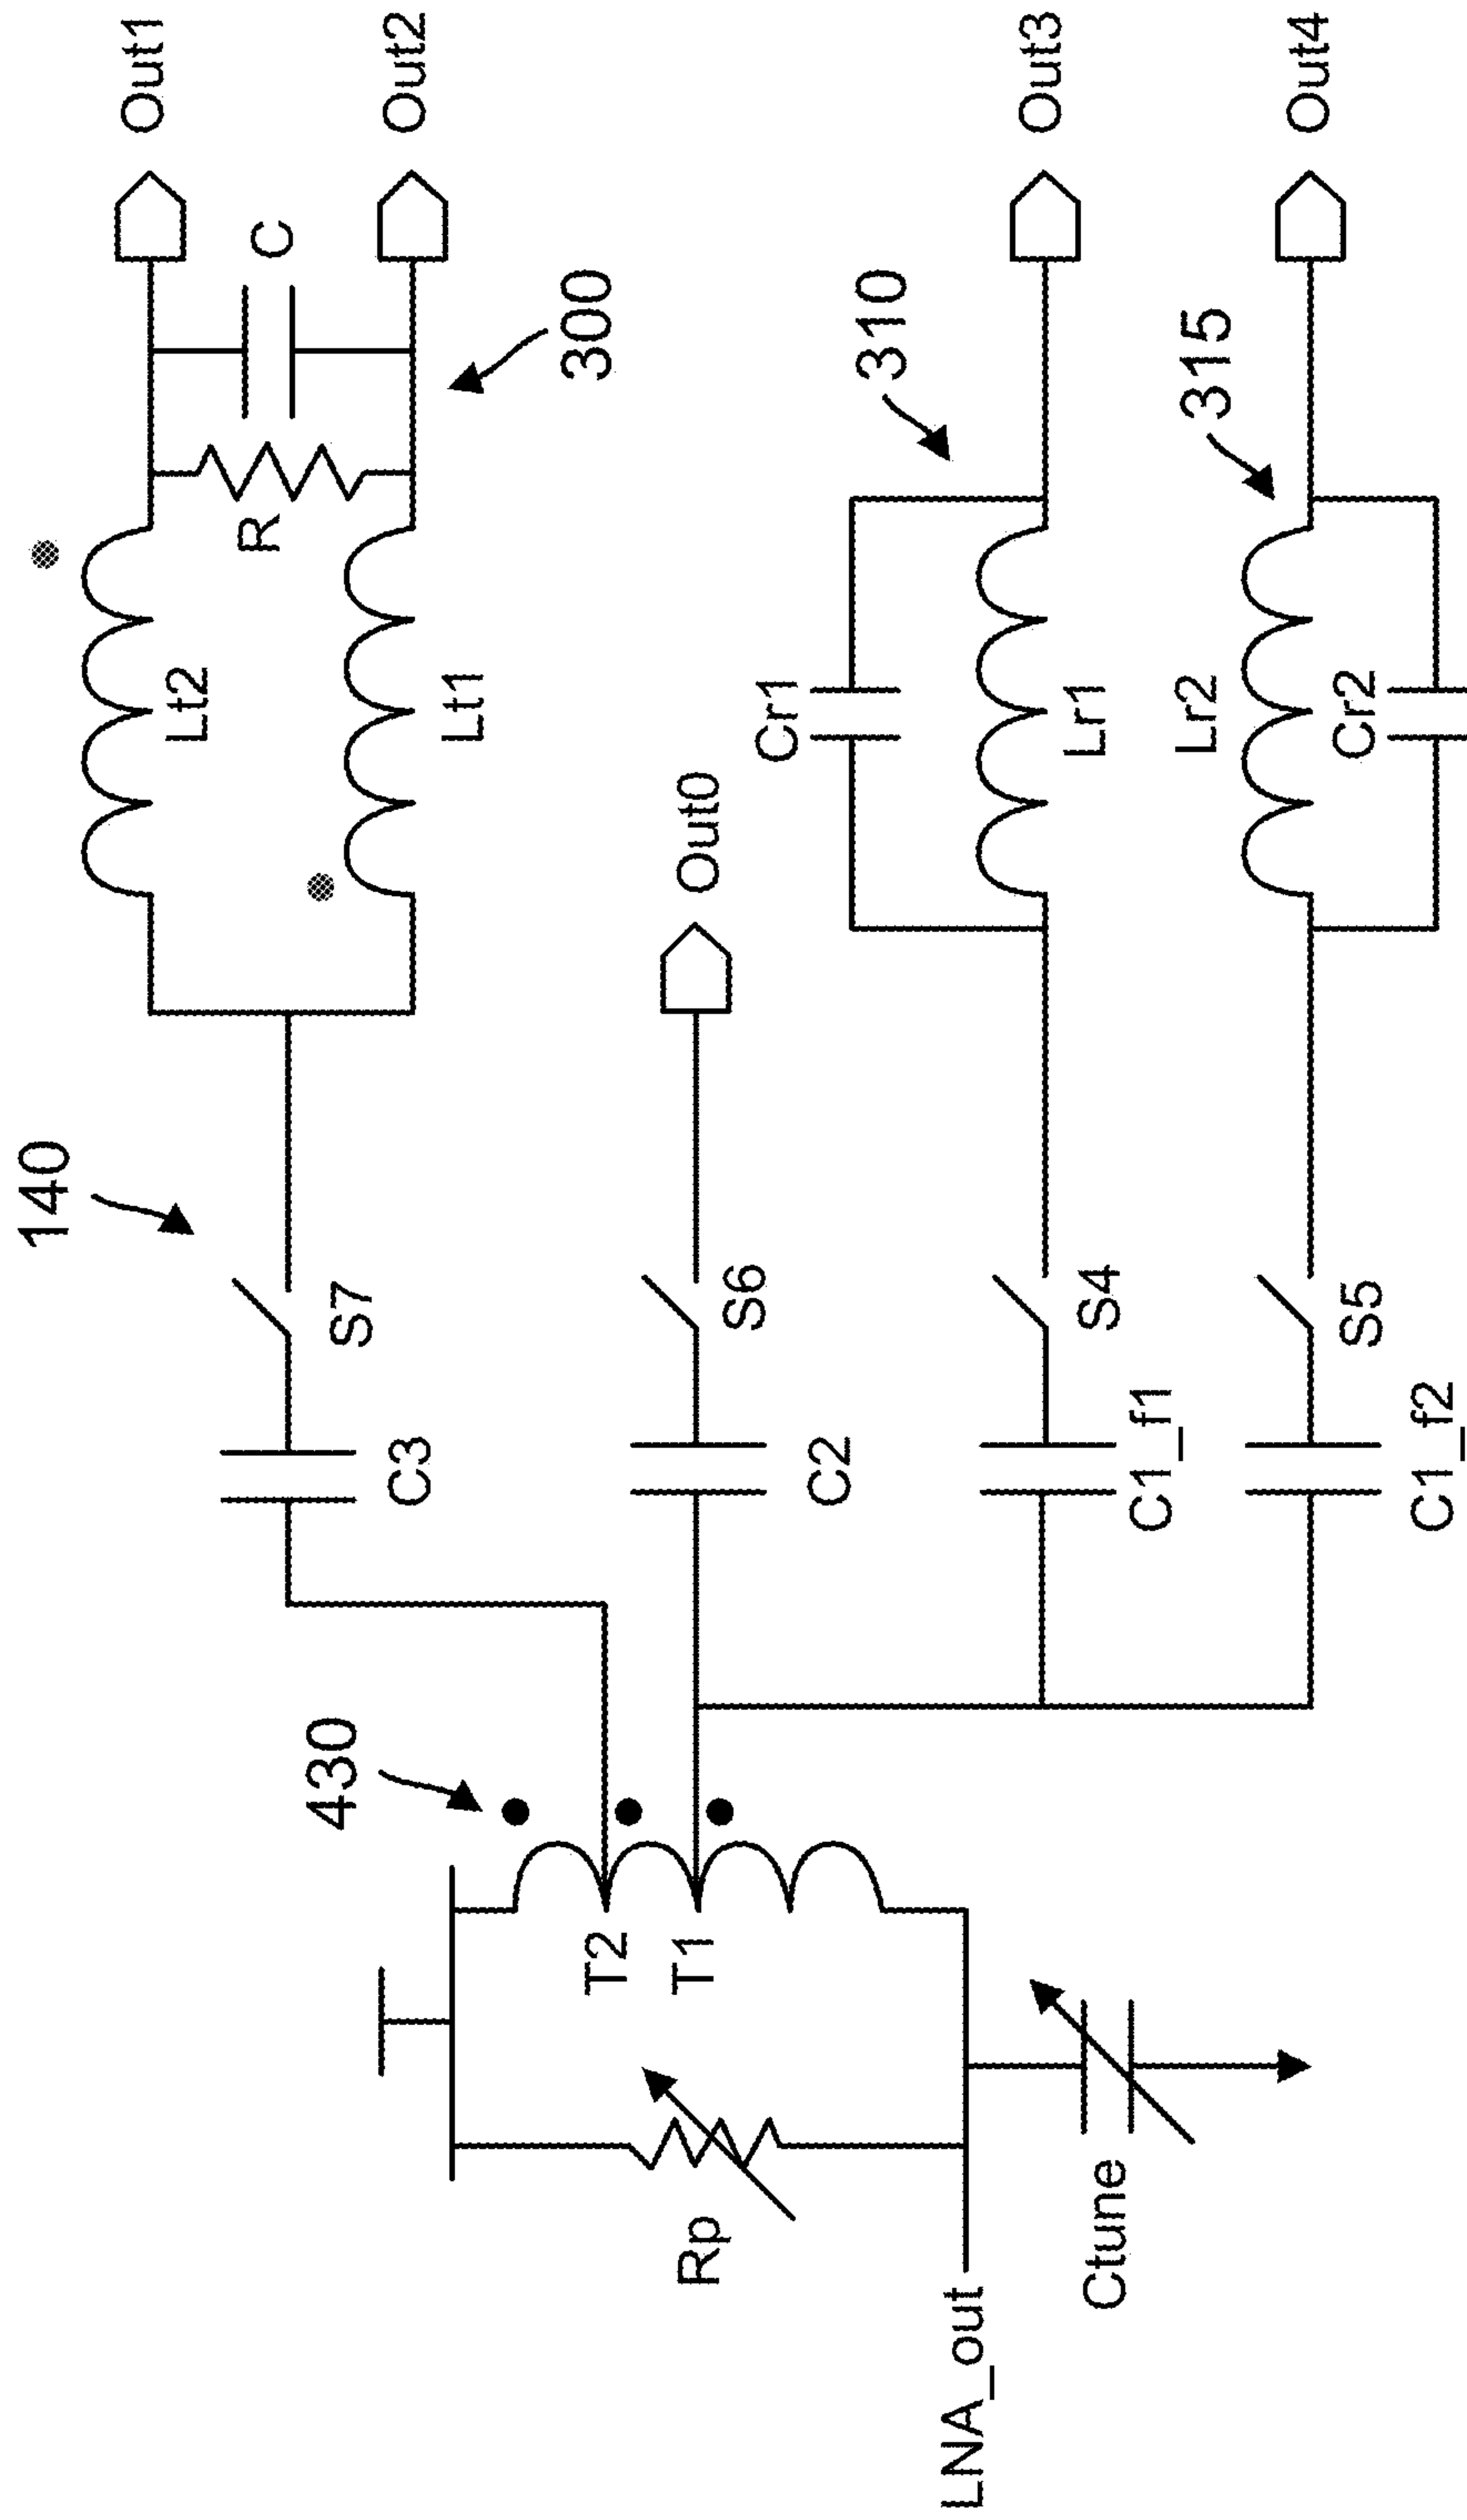 140
Out1
Lt2
R
C
Out2
Lt1
300
S7
C3
430
Out0
S6
C2
T2
T1
Rp
LNA_out
Ctune
310
Cr1
Out3
Lr1
S4
C1_f1
315
Lr2
Out4
Cr2
S5
C1_f2